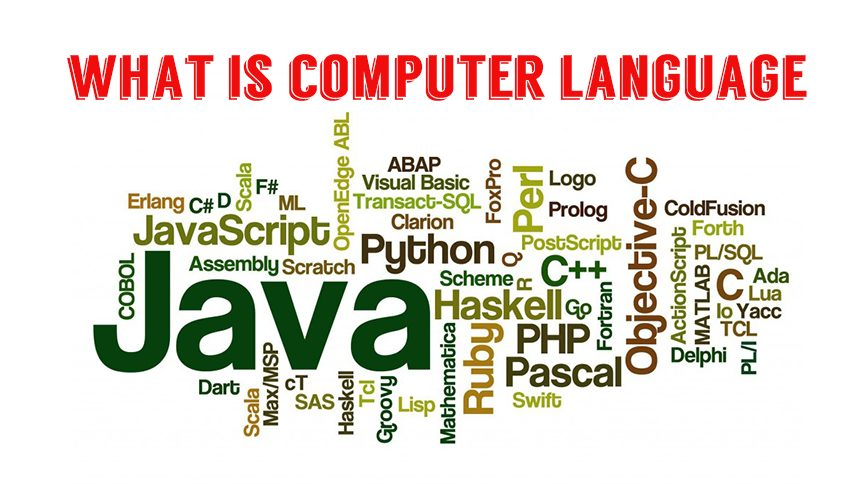 WHAT IS COMPUTER LANGUAGE
OpenEdge ABL
ABAP
Visual Basic
Transact-SQL
Clarion
FoxPro
Perl
Logo
Prolog
PostScript
Objective-C
ColdFusion
Forth
PL/SQL
ActionScript
MATLAB
C
Ada
Lua
Io
Yacc
TCL
PL/I
Delphi
Erlang
C#
D
Scala
F#
ML
JavaScript
Python
Q
C++
COBOL
Assembly
Scratch
Scheme
R
Java
Haskell
Go
Fortran
PHP
Ruby
Pascal
Mathematica
Swift
Dart
Scala
Max/MSP
cT
SAS
Haskell
Tcl
Groovy
Lisp